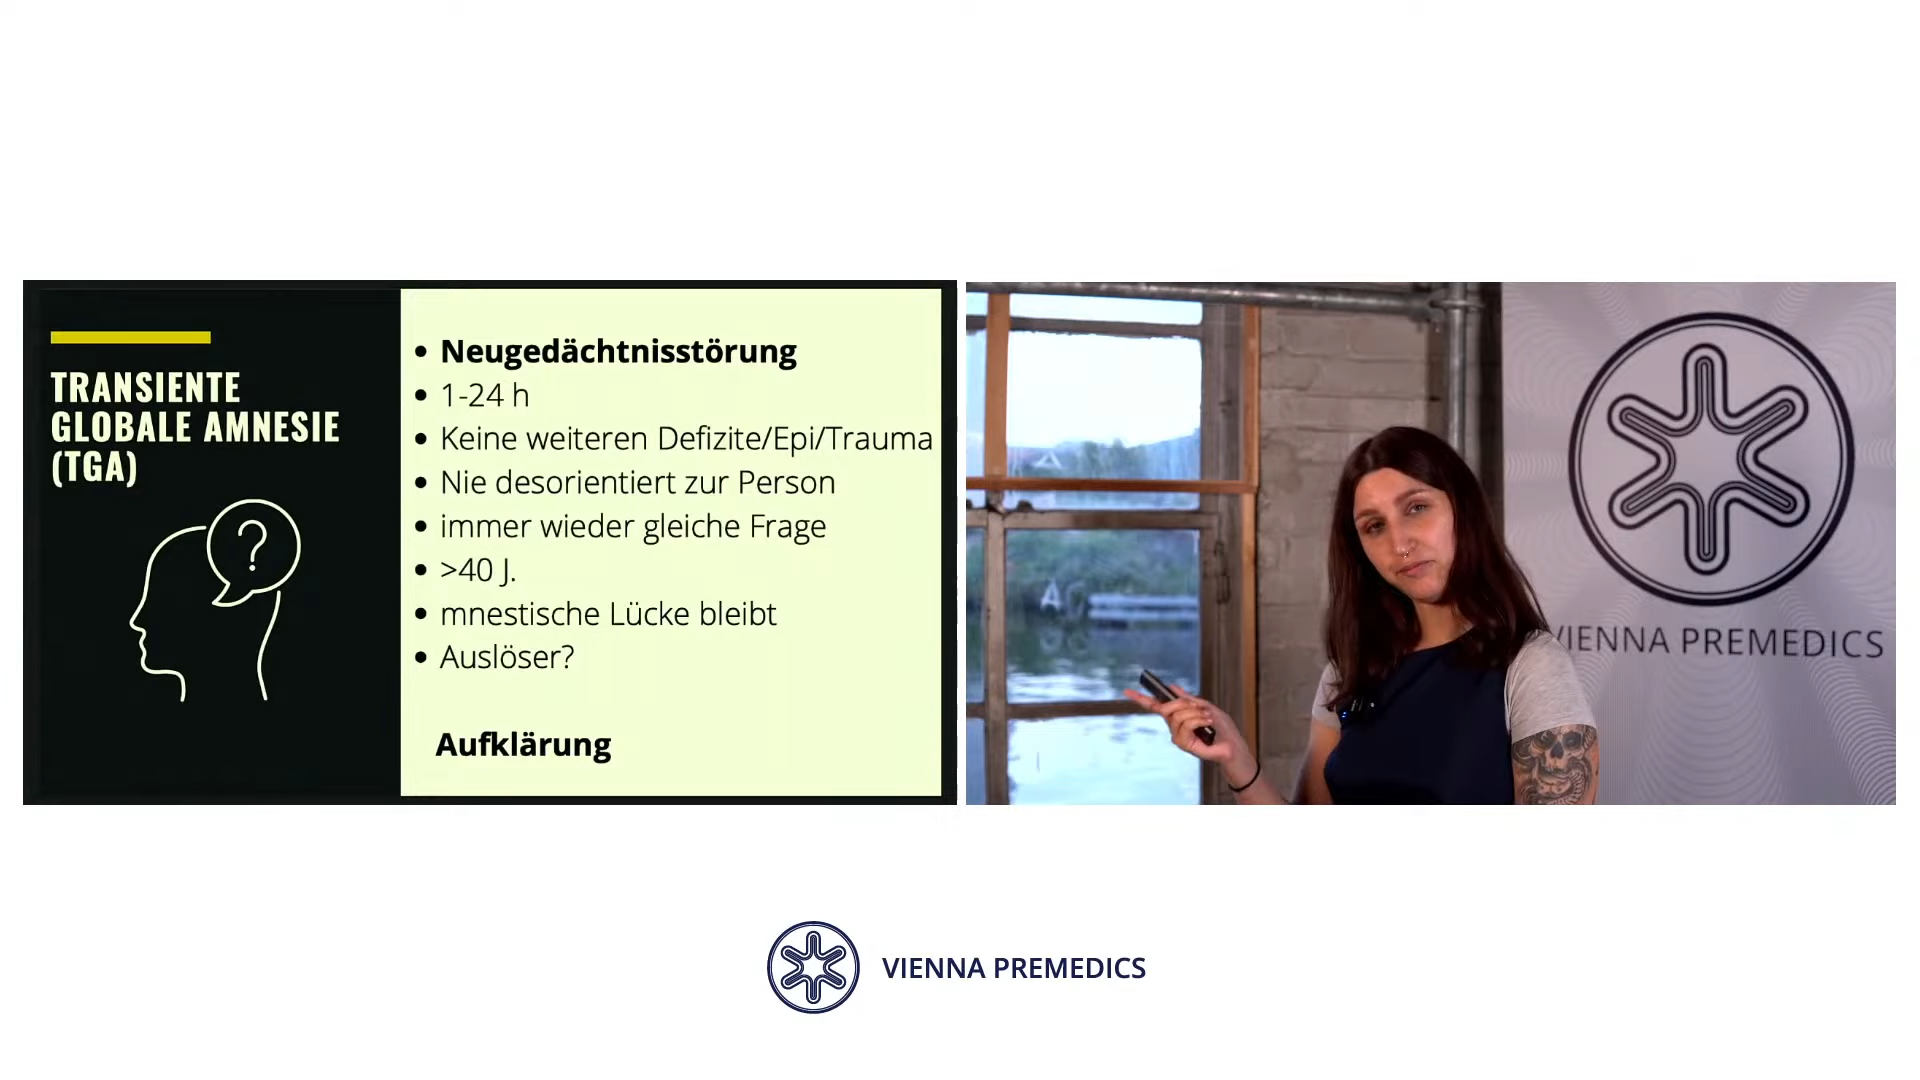 TRANSIENTE
GLOBALE AMNESIE
(TGA)
?
Neugedächtnisstörung
1-24 h
Keine weiteren Defizite/Epi/Trauma
Nie desorientiert zur Person
immer wieder gleiche Frage
>40 J.
mnestische Lücke bleibt
Auslöser?
Aufklärung
VIENNA PREMEDICS
VIENNA PREMEDICS